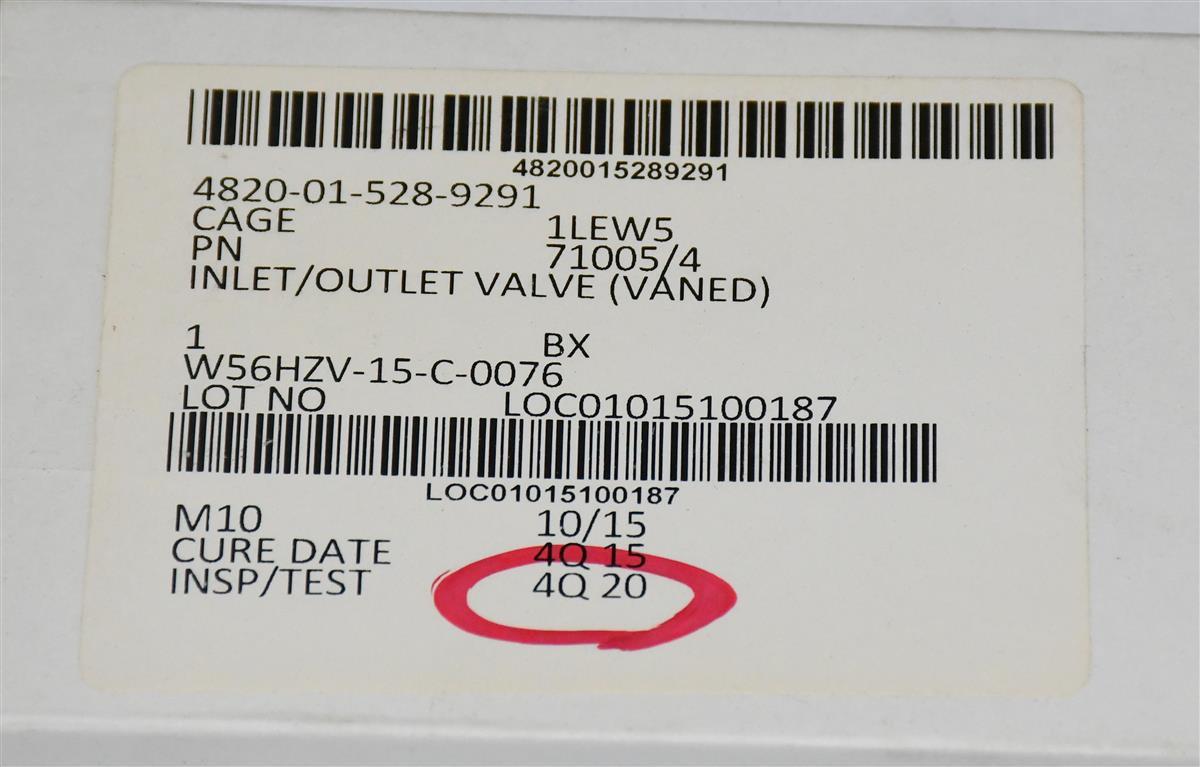 4820015289291
4820-01-528-9291
CAGE 1LEW5
PN 71005/4
INLET/OUTLET VALVE (VANED)
1 BX
W56HZV-15-C-0076
LOT NO LOC01015100187
LOC01015100187
M10 10/15
CURE DATE 4Q 15
INSP/TEST 4Q 20